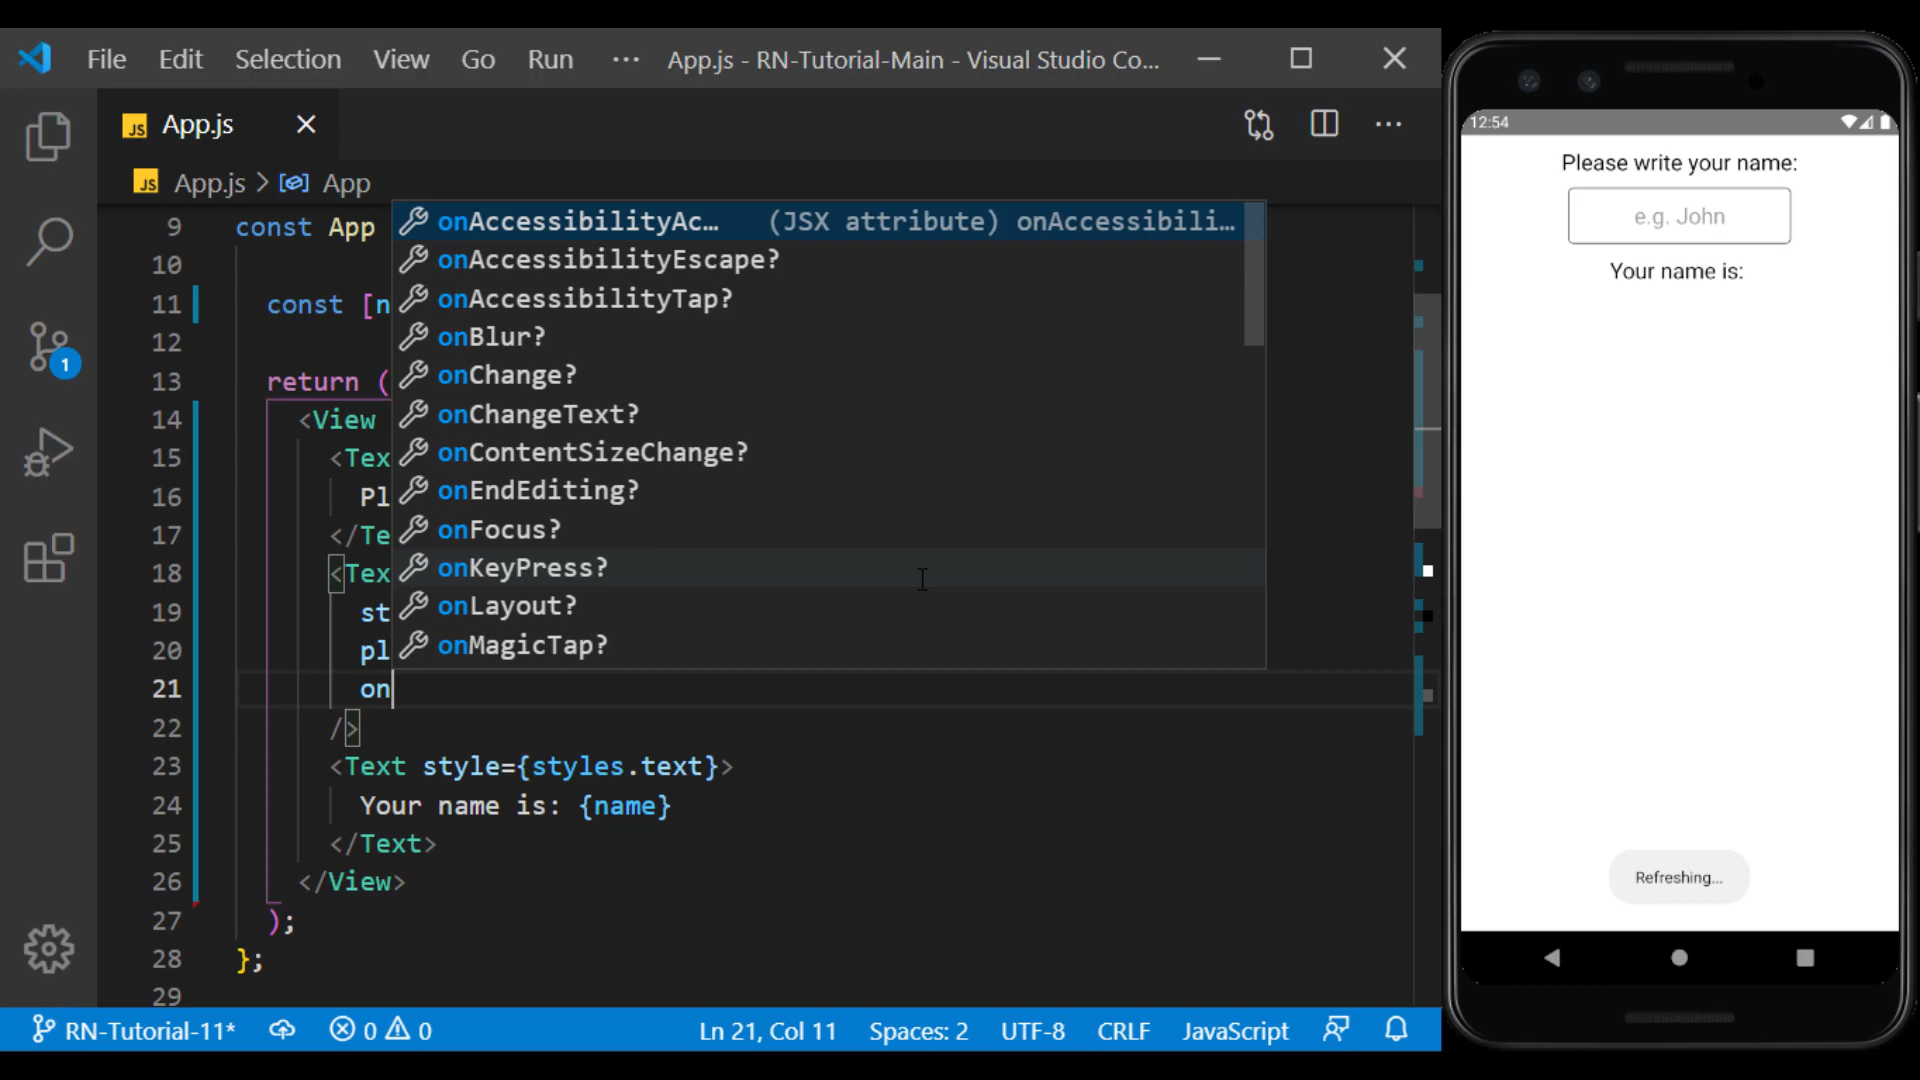 File Edit Selection View Go Run ··· App.js - RN-Tutorial-Main - Visual Studio Co...
JS App.js
JS App.js > App
9 const App
10
11 const [n
12
13 return (
14 <View
15 <Tex
16 Pl
17 </Te
18 <Tex
19 st
20 pl
21 on
22 />
23 <Text style={styles.text}>
24 Your name is: {name}
25 </Text>
26 </View>
27 );
28 };
29
onAccessibilityAc... (JSX attribute) onAccessibili...
onAccessibilityEscape?
onAccessibilityTap?
onBlur?
onChange?
onChangeText?
onContentSizeChange?
onEndEditing?
onFocus?
onKeyPress?
onLayout?
onMagicTap?
1
RN-Tutorial-11* 0 0 Ln 21, Col 11 Spaces: 2 UTF-8 CRLF JavaScript
12:54
Please write your name:
e.g. John
Your name is:
Refreshing...